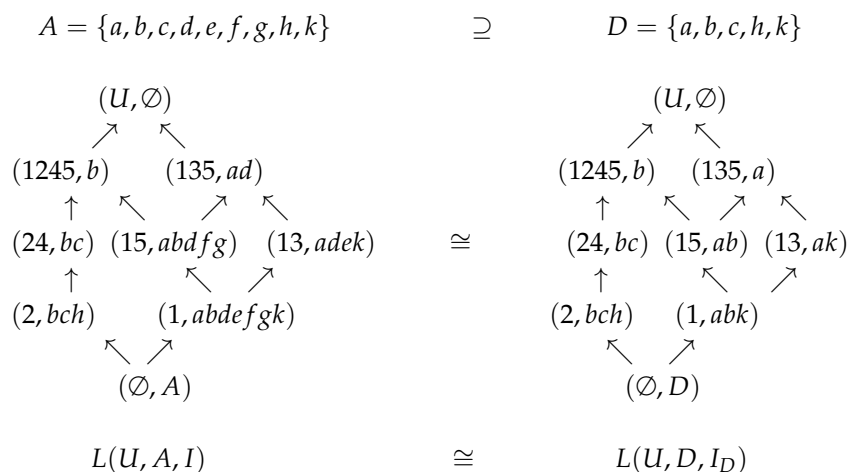 A = {a, b, c, d, e, f, g, h, k} ⊇ D = {a, b, c, h, k}
(U, ∅) (U, ∅)
↗ ↖ ↗ ↖
(1245, b) (135, ad) (1245, b) (135, a)
↑ ↖ ↗ ↖ ↑ ↖ ↗ ↖
(24, bc) (15, abdfg) (13, adek) ≅ (24, bc) (15, ab) (13, ak)
↑ ↖ ↗ ↑ ↖ ↗
(2, bch) (1, abdefgk) (2, bch) (1, abk)
↖ ↗ ↖ ↗
(∅, A) (∅, D)
L(U, A, I) ≅ L(U, D, I_D)